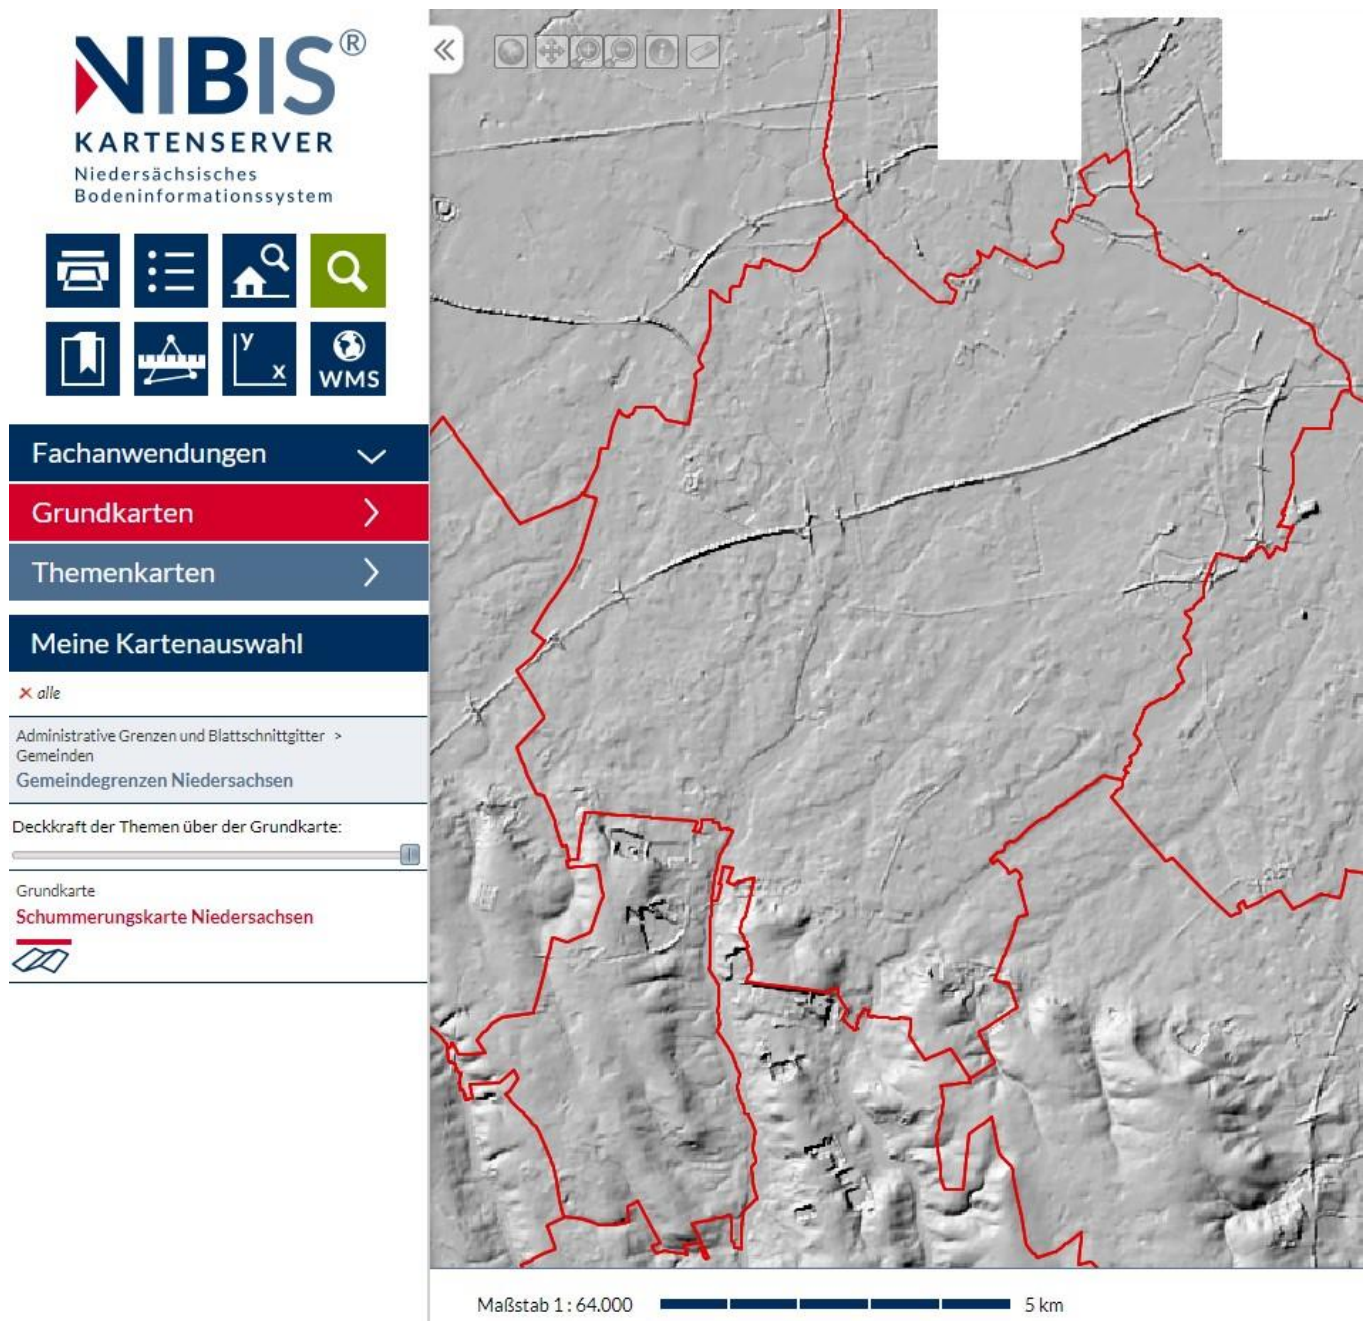 NIBIS®
KARTENSERVER
Niedersächsisches
Bodeninformationssystem
y
x
WMS
Fachanwendungen
Grundkarten
Themenkarten
Meine Kartenauswahl
× alle
Administrative Grenzen und Blattschnittgitter >
Gemeinden
Gemeindegrenzen Niedersachsen
Deckkraft der Themen über der Grundkarte:
Grundkarte
Schummerungskarte Niedersachsen
Maßstab 1 : 64.000
5 km